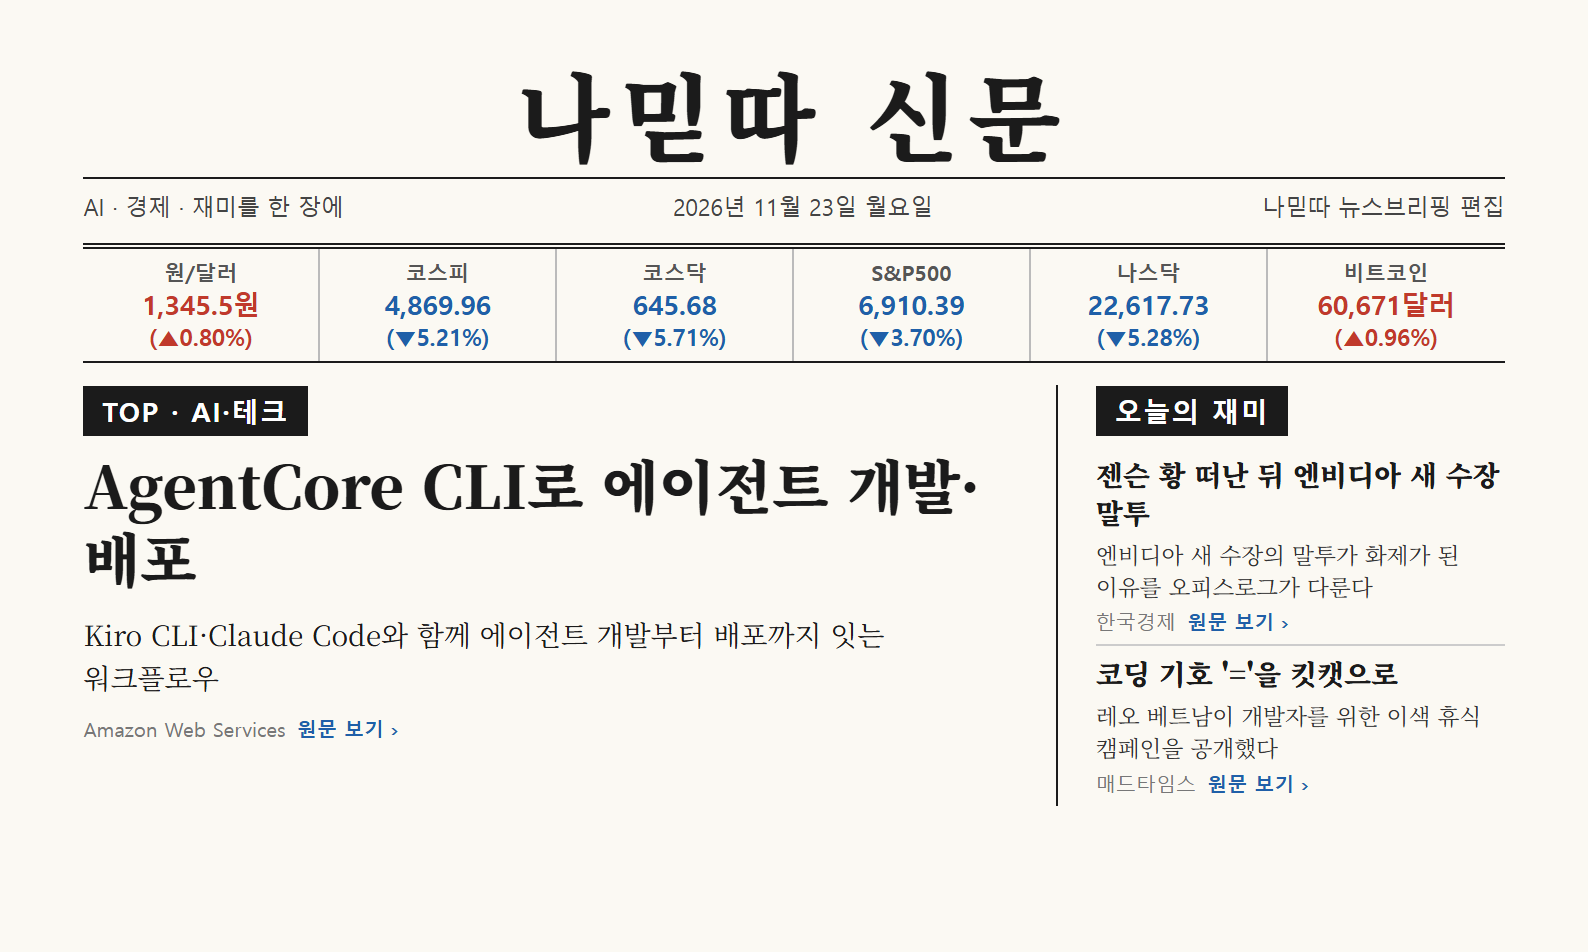 나믿따 신문
AI · 경제 · 재미를 한 장에
2026년 11월 23일 월요일
나믿따 뉴스브리핑 편집
원/달러
1,345.5원
(▲0.80%)
코스피
4,869.96
(▼5.21%)
코스닥
645.68
(▼5.71%)
S&P500
6,910.39
(▼3.70%)
나스닥
22,617.73
(▼5.28%)
비트코인
60,671달러
(▲0.96%)
TOP · AI·테크
AgentCore CLI로 에이전트 개발·
배포
Kiro CLI·Claude Code와 함께 에이전트 개발부터 배포까지 잇는
워크플로우
Amazon Web Services 원문 보기 ›
오늘의 재미
젠슨 황 떠난 뒤 엔비디아 새 수장
말투
엔비디아 새 수장의 말투가 화제가 된
이유를 오피스로그가 다룬다
한국경제 원문 보기 ›
코딩 기호 '='을 킷캣으로
레오 베트남이 개발자를 위한 이색 휴식
캠페인을 공개했다
매드타임스 원문 보기 ›